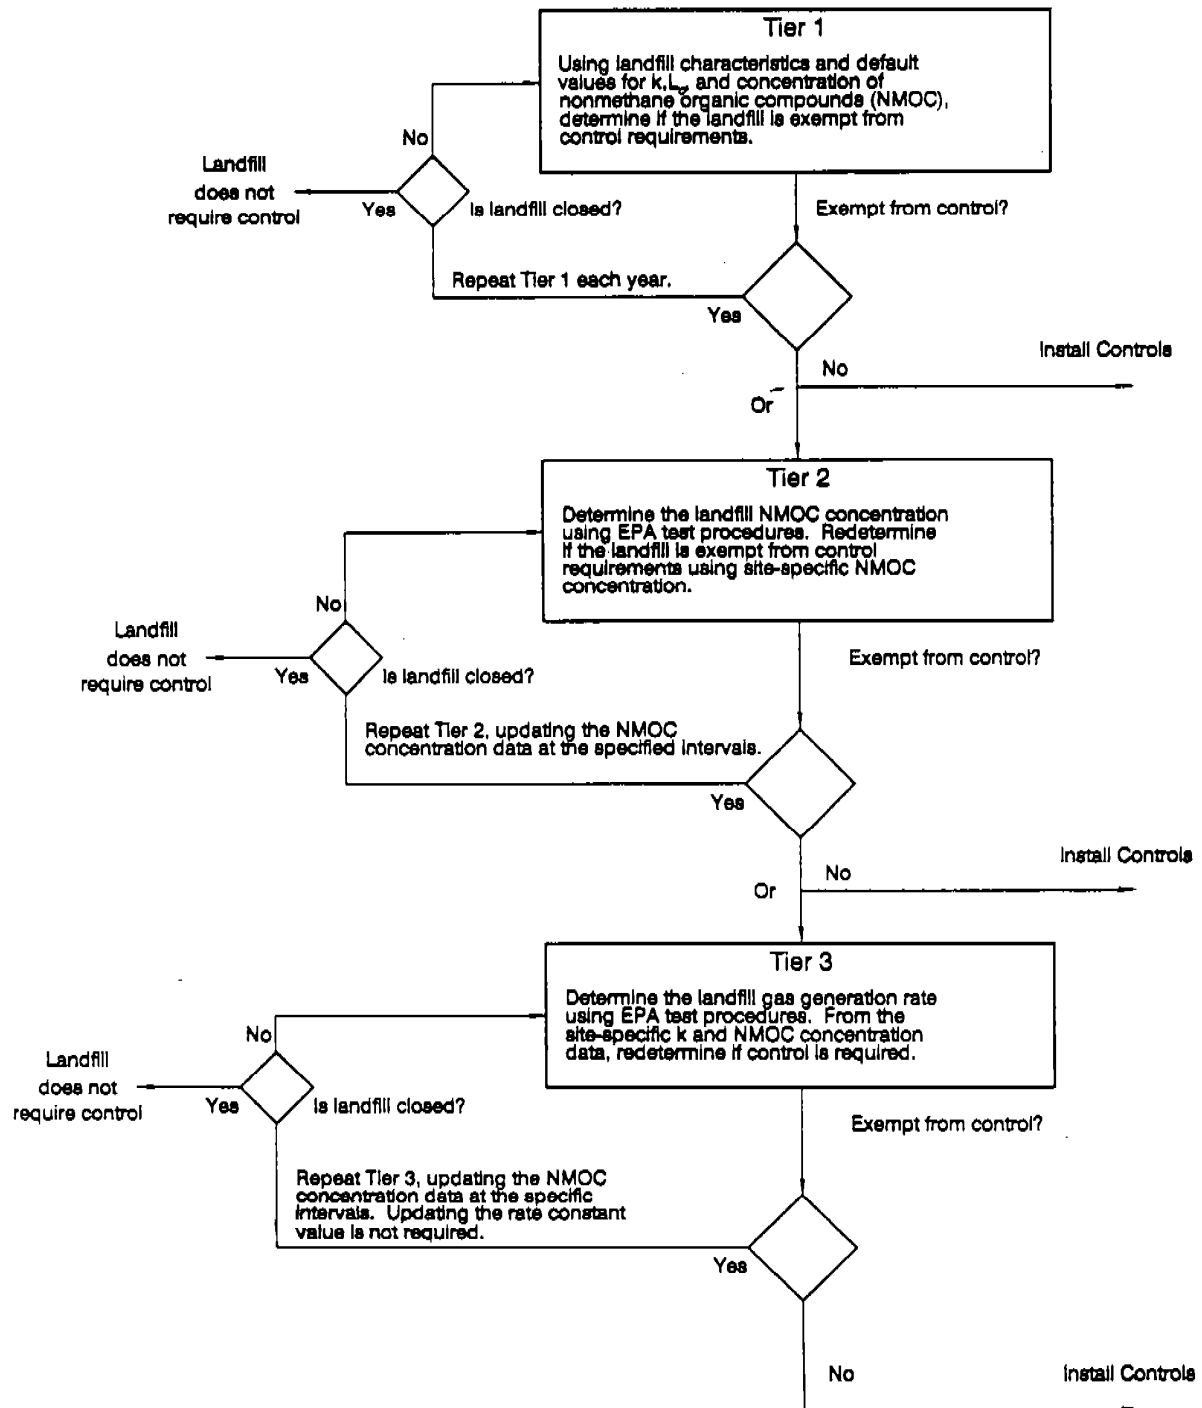 Tier 1
Using landfill characteristics and default
values for k, Lo, and concentration of
nonmethane organic compounds (NMOC),
determine if the landfill is exempt from
control requirements.
No
Landfill
does not
require control
Yes
Is landfill closed?
Exempt from control?
Repeat Tier 1 each year.
Yes
No
Install Controls
Or
Tier 2
Determine the landfill NMOC concentration
using EPA test procedures. Redetermine
if the landfill is exempt from control
requirements using site-specific NMOC
concentration.
No
Landfill
does not
require control
Yes
Is landfill closed?
Exempt from control?
Repeat Tier 2, updating the NMOC
concentration data at the specified intervals.
Yes
No
Install Controls
Or
Tier 3
Determine the landfill gas generation rate
using EPA test procedures. From the
site-specific k and NMOC concentration
data, redetermine if control is required.
No
Landfill
does not
require control
Yes
Is landfill closed?
Exempt from control?
Repeat Tier 3, updating the NMOC
concentration data at the specific
intervals. Updating the rate constant
value is not required.
Yes
No
Install Controls